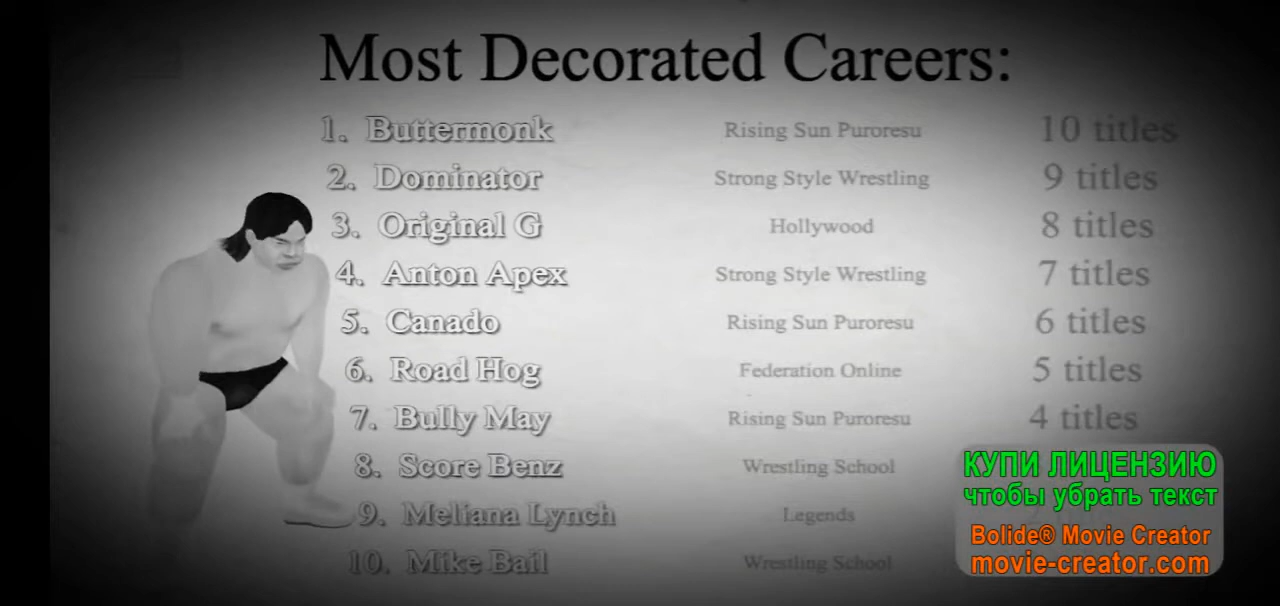 Most Decorated Careers:
1. Buttermonk Rising Sun Puroresu 10 titles
2. Dominator Strong Style Wrestling 9 titles
3. Original G Hollywood 8 titles
4. Anton Apex Strong Style Wrestling 7 titles
5. Canado Rising Sun Puroresu 6 titles
6. Road Hog Federation Online 5 titles
7. Bully May Rising Sun Puroresu 4 titles
8. Score Benz Wrestling School
9. Meliana Lynch Legends
10. Mike Bail Wrestling School
КУПИ ЛИЦЕНЗИЮ
чтобы убрать текст
Bolide® Movie Creator
movie-creator.com